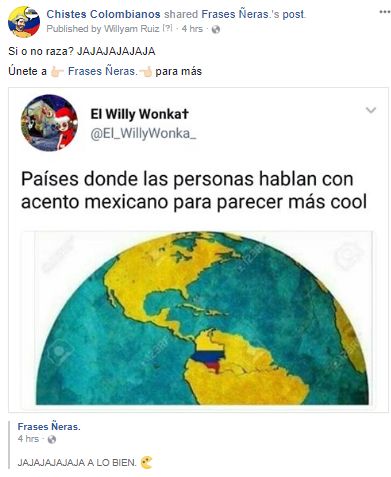 Chistes Colombianos shared Frases Ñeras.'s post.
Published by Willyam Ruiz [?] · 4 hrs ·
Si o no raza? JAJAJAJAJAJA
Únete a 👉🏻 Frases Ñeras.👈🏻 para más
El Willy Wonka✝
@El_WillyWonka_
Países donde las personas hablan con
acento mexicano para parecer más cool
Frases Ñeras.
4 hrs ·
JAJAJAJAJAJA A LO BIEN.